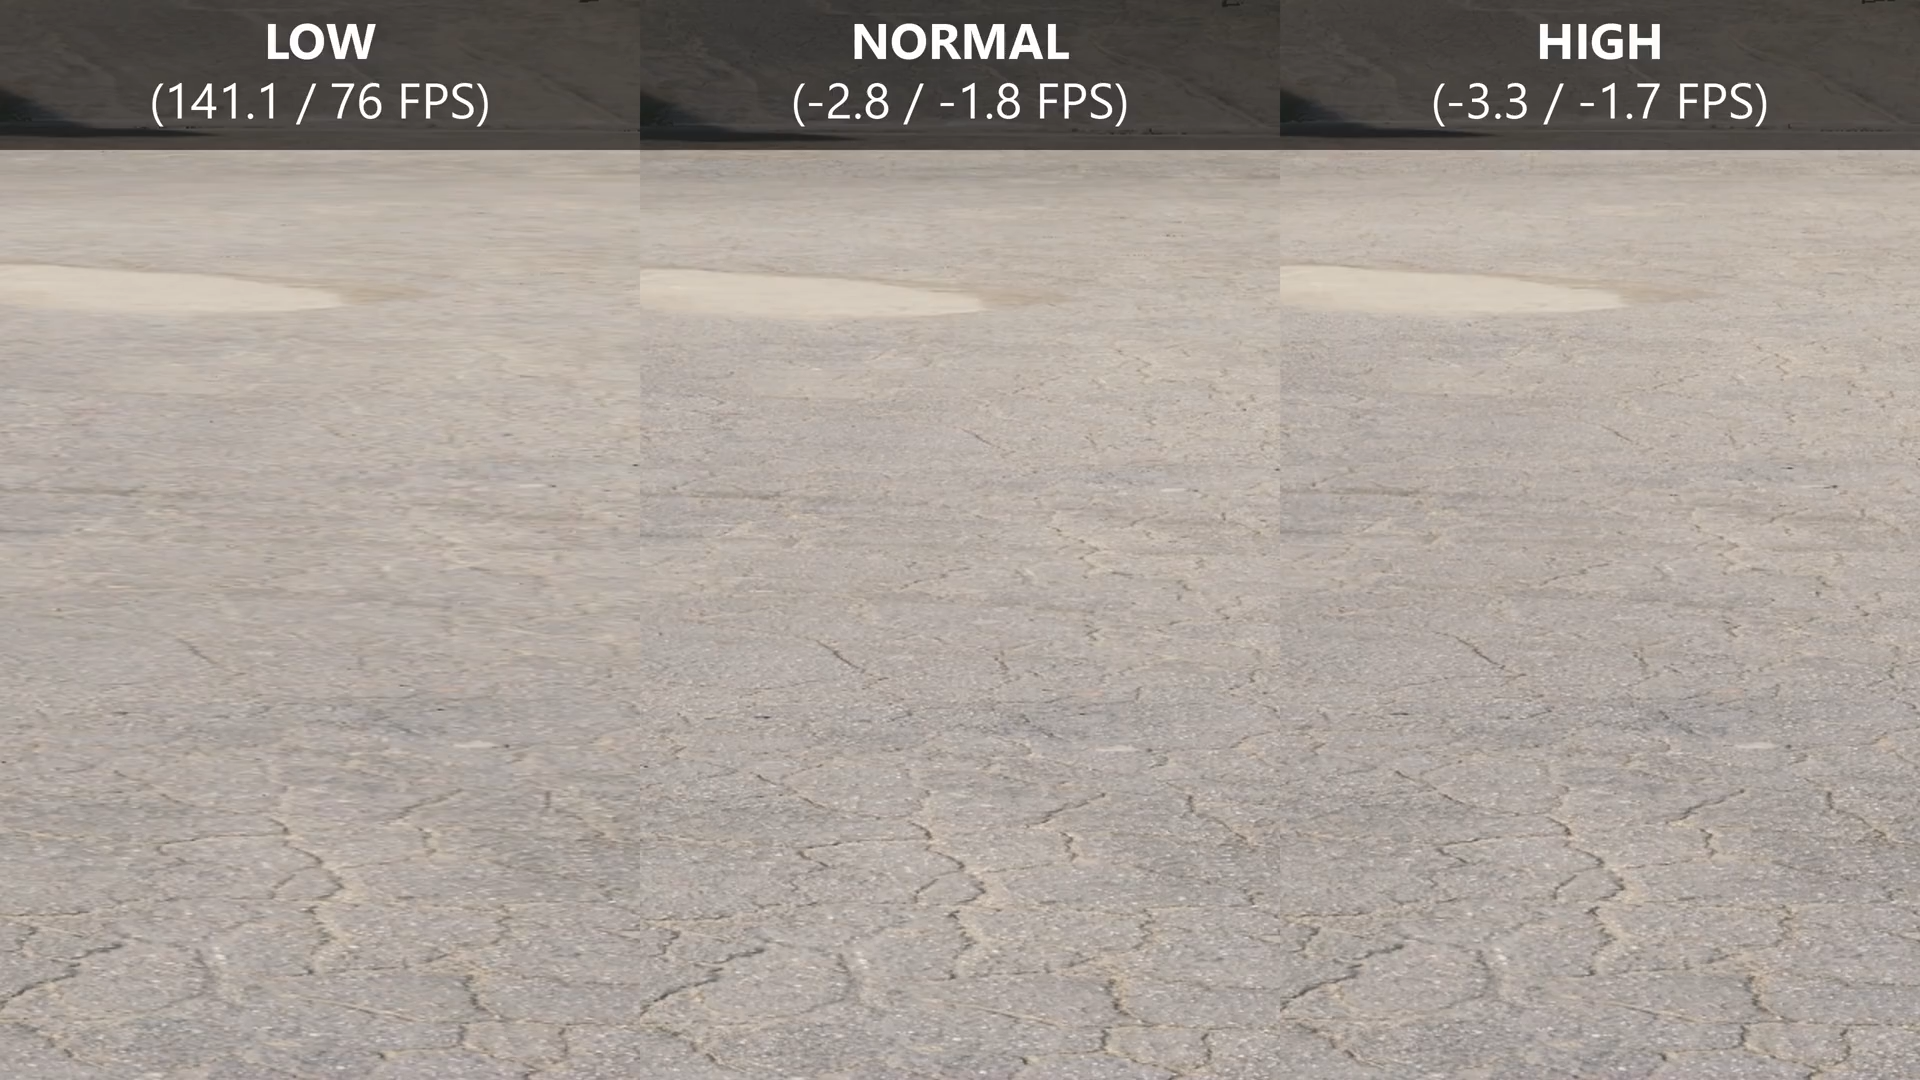 LOW
(141.1 / 76 FPS)
NORMAL
(-2.8 / -1.8 FPS)
HIGH
(-3.3 / -1.7 FPS)